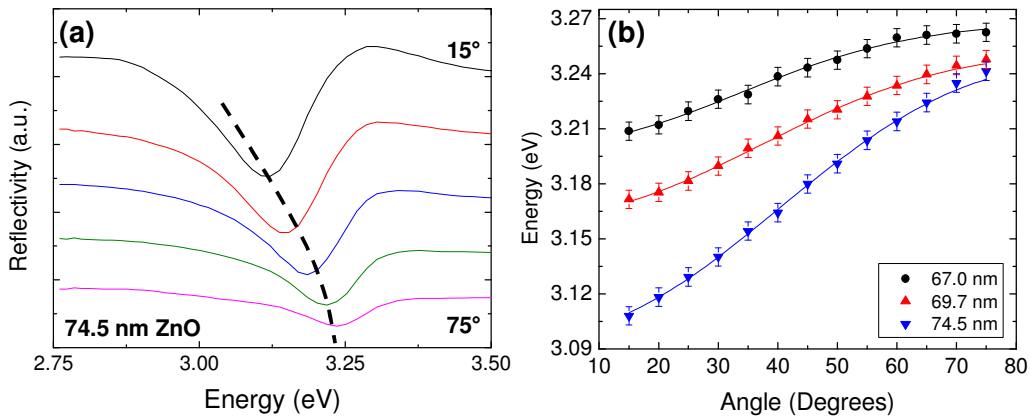 (a)
15°
Reflectivity (a.u.)
74.5 nm ZnO
75°
2.75
3.00
3.25
3.50
Energy (eV)
(b)
3.27
3.24
3.21
3.18
3.15
3.12
3.09
Energy (eV)
67.0 nm
69.7 nm
74.5 nm
10
20
30
40
50
60
70
80
Angle (Degrees)